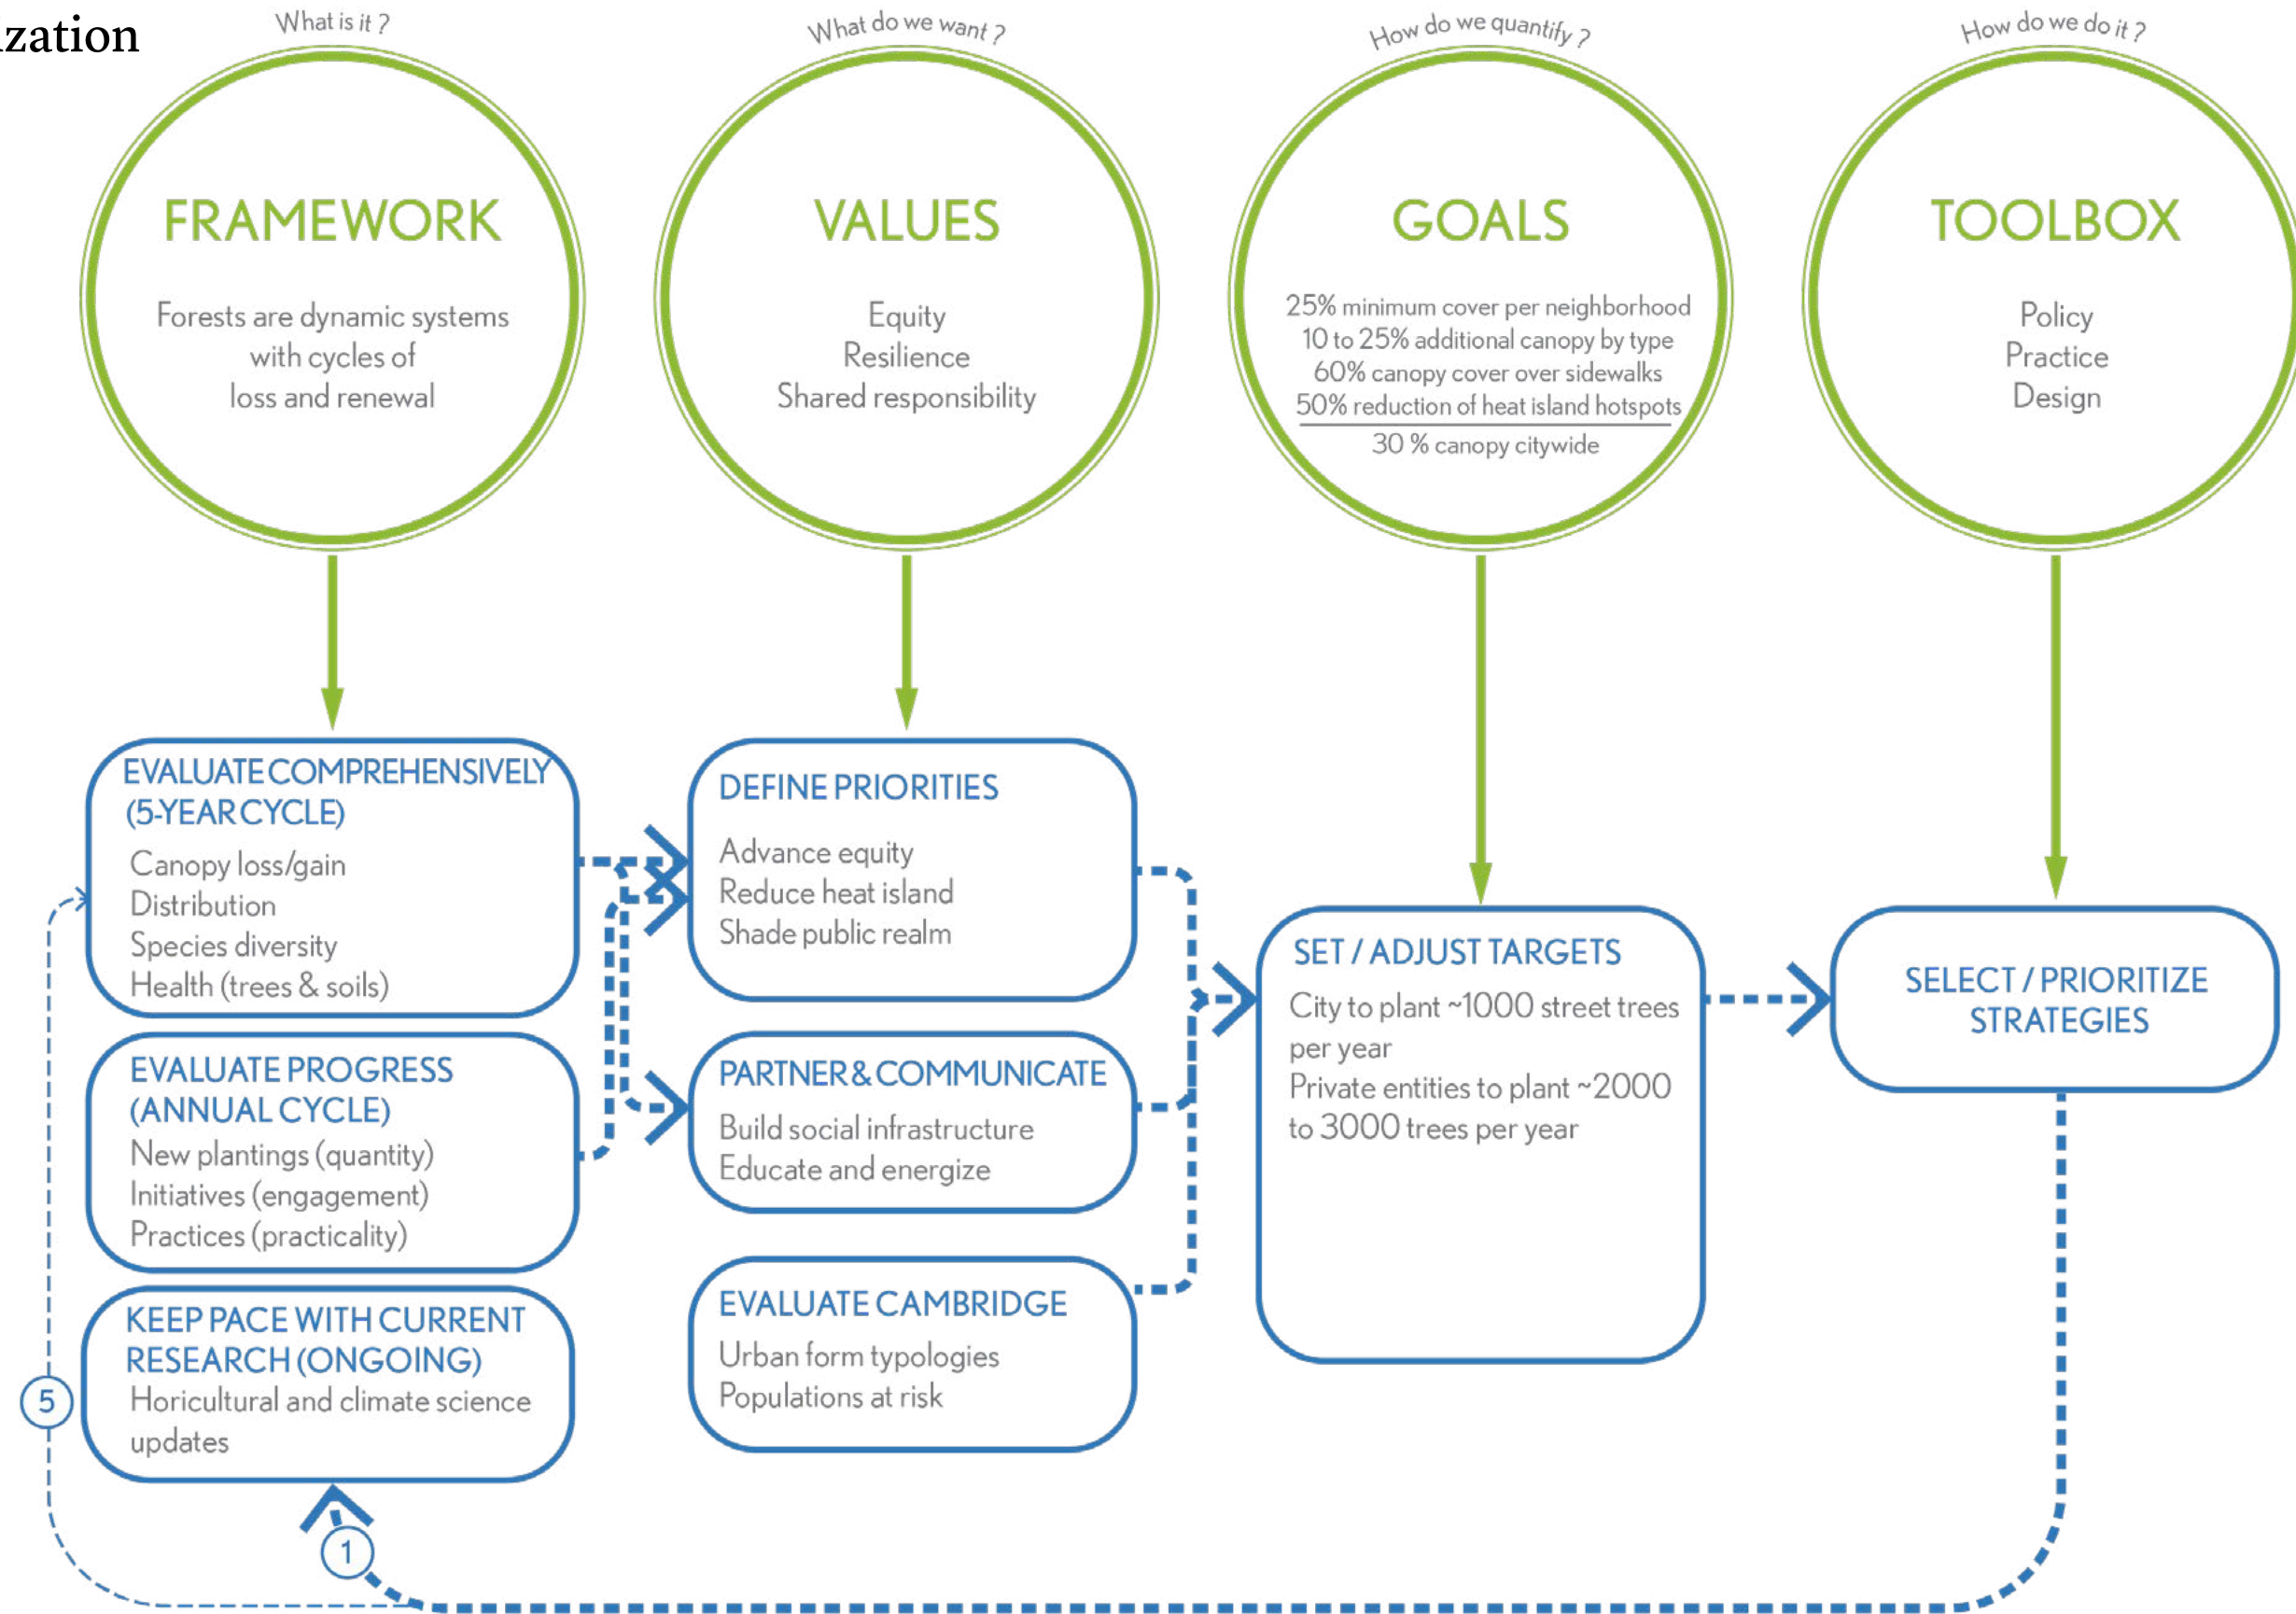 ization
What is it ?
FRAMEWORK
Forests are dynamic systems
with cycles of
loss and renewal
What do we want ?
VALUES
Equity
Resilience
Shared responsibility
How do we quantify ?
GOALS
25% minimum cover per neighborhood
10 to 25% additional canopy by type
60% canopy cover over sidewalks
50% reduction of heat island hotspots
30 % canopy citywide
How do we do it ?
TOOLBOX
Policy
Practice
Design
EVALUATE COMPREHENSIVELY
(5-YEAR CYCLE)
Canopy loss/gain
Distribution
Species diversity
Health (trees & soils)
EVALUATE PROGRESS
(ANNUAL CYCLE)
New plantings (quantity)
Initiatives (engagement)
Practices (practicality)
KEEP PACE WITH CURRENT
RESEARCH (ONGOING)
Horicultural and climate science
updates
DEFINE PRIORITIES
Advance equity
Reduce heat island
Shade public realm
PARTNER & COMMUNICATE
Build social infrastructure
Educate and energize
EVALUATE CAMBRIDGE
Urban form typologies
Populations at risk
SET / ADJUST TARGETS
City to plant ~1000 street trees
per year
Private entities to plant ~2000
to 3000 trees per year
SELECT / PRIORITIZE
STRATEGIES
5
1